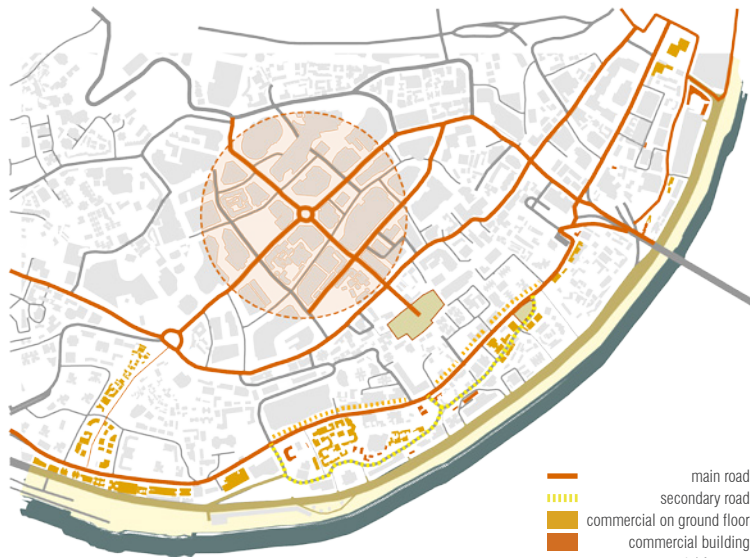 main road
secondary road
commercial on ground floor
commercial building